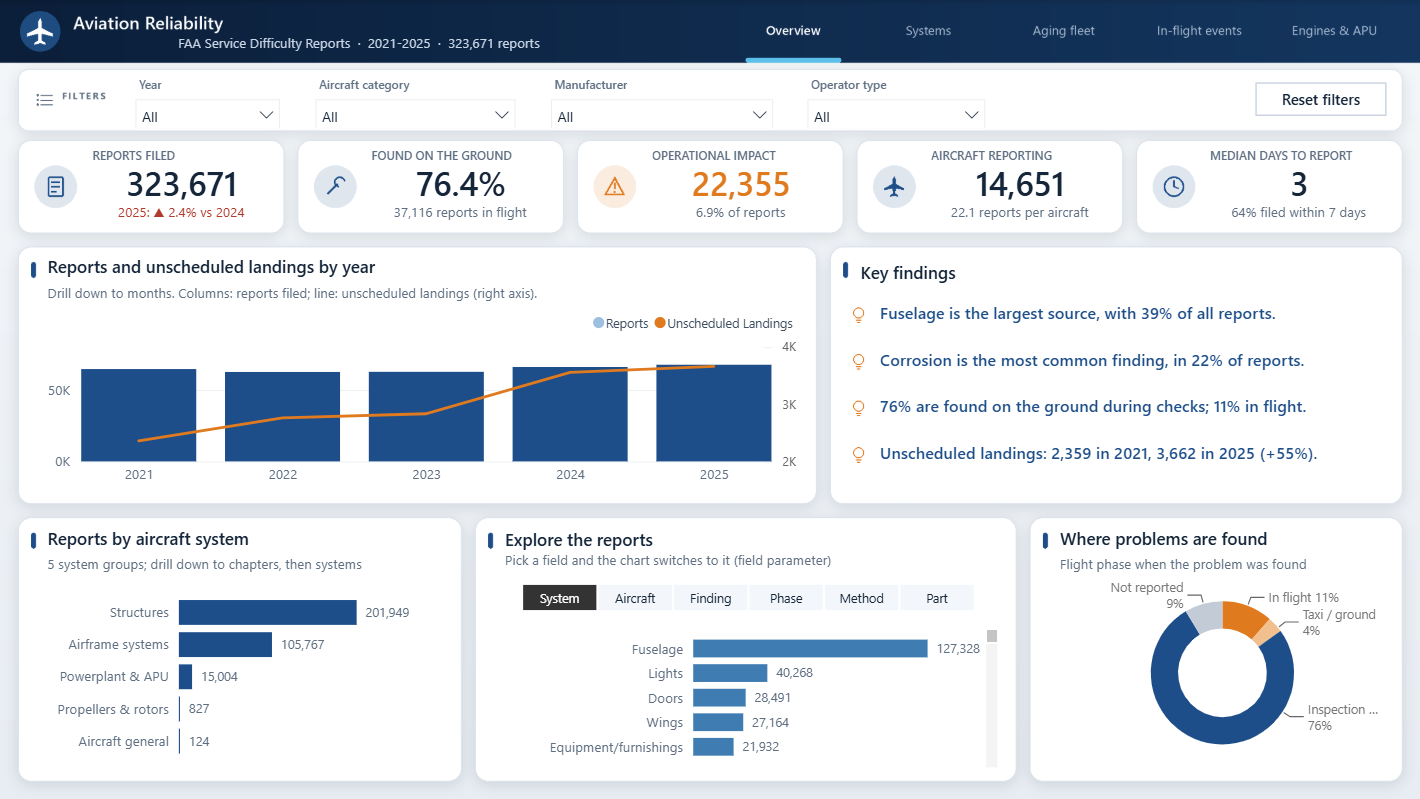 Aviation Reliability
FAA Service Difficulty Reports · 2021-2025 · 323,671 reports
Overview
Systems
Aging fleet
In-flight events
Engines & APU
FILTERS
Year
All
Aircraft category
All
Manufacturer
All
Operator type
All
Reset filters
REPORTS FILED
323,671
2025: ▲ 2.4% vs 2024
FOUND ON THE GROUND
76.4%
37,116 reports in flight
OPERATIONAL IMPACT
22,355
6.9% of reports
AIRCRAFT REPORTING
14,651
22.1 reports per aircraft
MEDIAN DAYS TO REPORT
3
64% filed within 7 days
Reports and unscheduled landings by year
Drill down to months. Columns: reports filed; line: unscheduled landings (right axis).
Reports
Unscheduled Landings
50K
0K
4K
3K
2K
2021
2022
2023
2024
2025
Key findings
Fuselage is the largest source, with 39% of all reports.
Corrosion is the most common finding, in 22% of reports.
76% are found on the ground during checks; 11% in flight.
Unscheduled landings: 2,359 in 2021, 3,662 in 2025 (+55%).
Reports by aircraft system
5 system groups; drill down to chapters, then systems
Structures 201,949
Airframe systems 105,767
Powerplant & APU 15,004
Propellers & rotors 827
Aircraft general 124
Explore the reports
Pick a field and the chart switches to it (field parameter)
System
Aircraft
Finding
Phase
Method
Part
Fuselage 127,328
Lights 40,268
Doors 28,491
Wings 27,164
Equipment/furnishings 21,932
Where problems are found
Flight phase when the problem was found
Not reported
9%
In flight 11%
Taxi / ground
4%
Inspection ...
76%